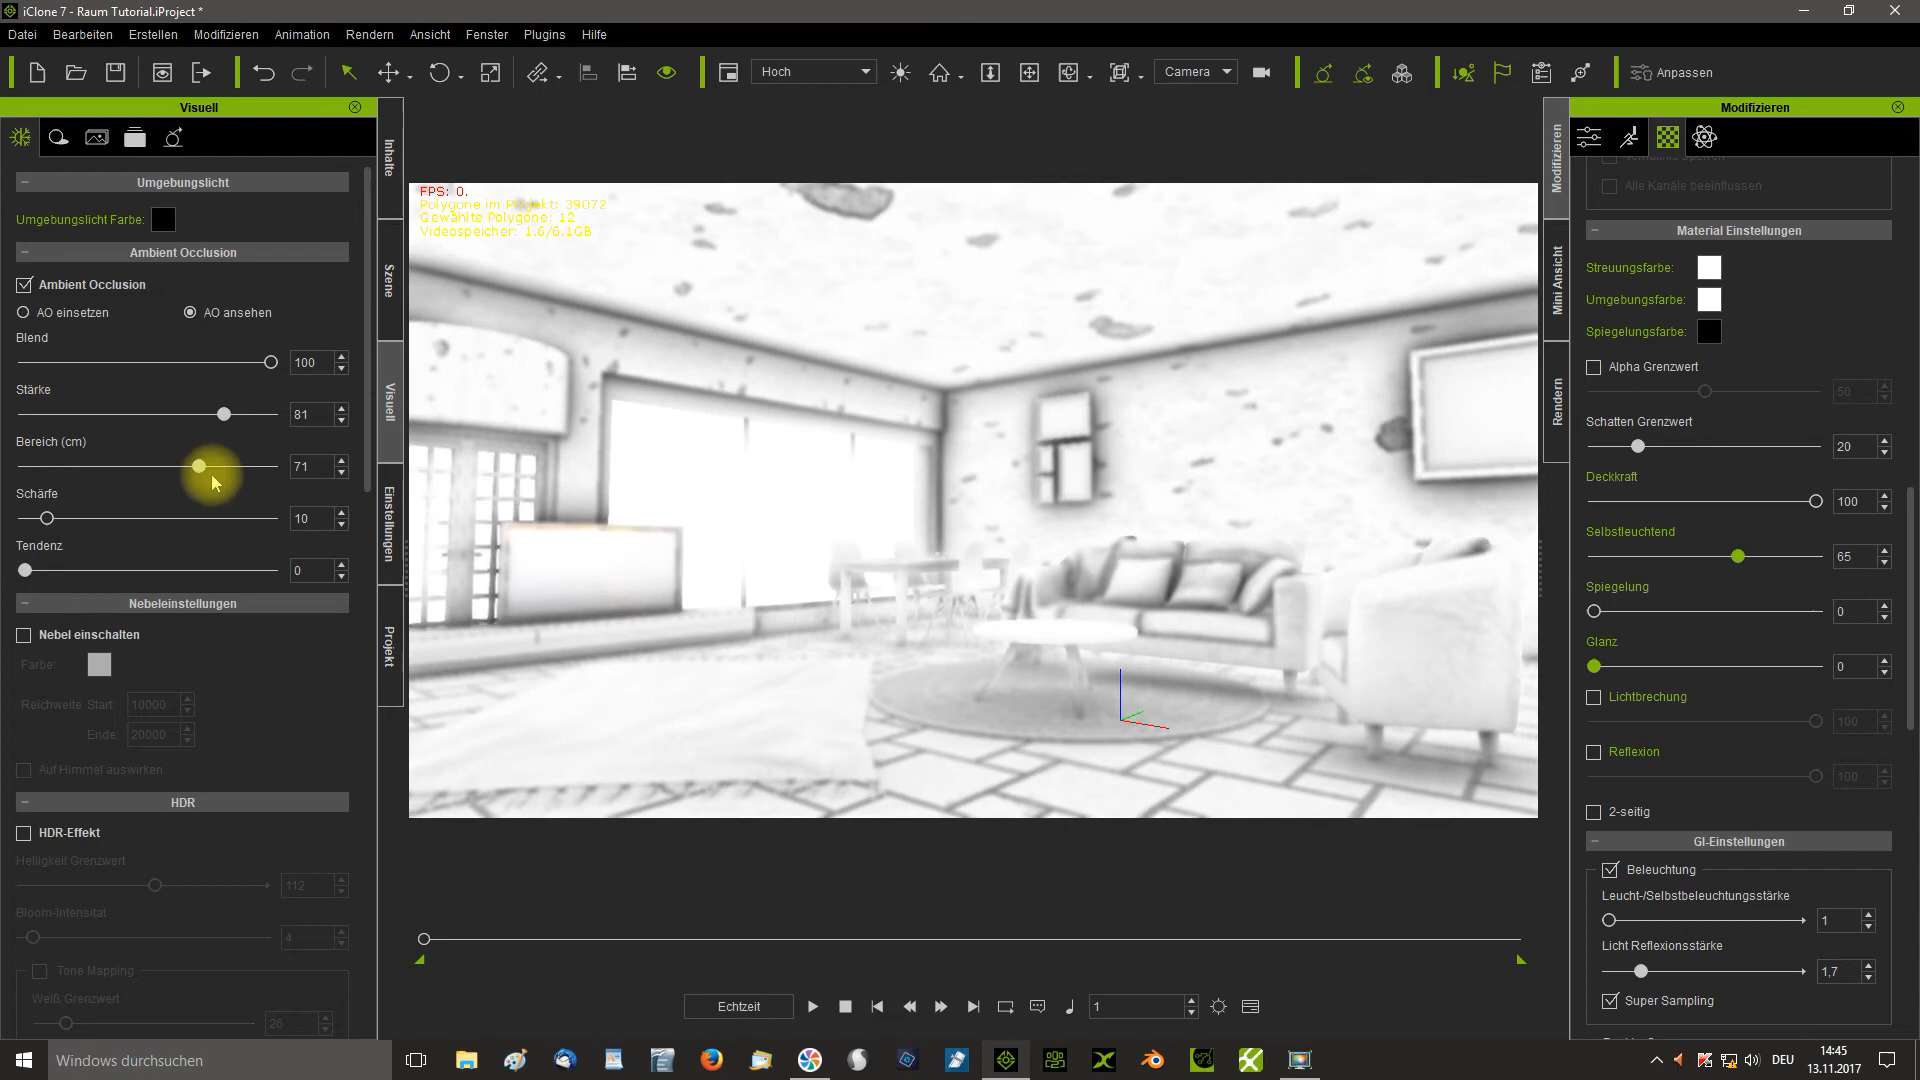 iClone 7 - Raum Tutorial.iProject *
Datei Bearbeiten Erstellen Modifizieren Animation Rendern Ansicht Fenster Plugins Hilfe
Hoch Camera Anpassen
Visuell
Umgebungslicht
Umgebungslicht Farbe:
Ambient Occlusion
Ambient Occlusion
AO einsetzen AO ansehen
Blend
100
Stärke
81
Bereich (cm)
71
Schärfe
10
Tendenz
0
Nebeleinstellungen
Nebel einschalten
Farbe:
Reichweite Start: 10000
Ende: 20000
Auf Himmel auswirken
HDR
HDR-Effekt
Helligkeit Grenzwert
112
Bloom-Intensität
4
Tone Mapping
Weiß Grenzwert
26
Inhalte
Szene
Visuell
Einstellungen
Projekt
FPS: 0.
Polygone im Projekt: 39072
Gewählte Polygone: 12
Videospeicher: 1.6/6.1GB
Echtzeit
1
Modifizieren
Mini Ansicht
Rendern
Modifizieren
Verhältnis Sperren
Alle Kanäle beeinflussen
Material Einstellungen
Streuungsfarbe:
Umgebungsfarbe:
Spiegelungsfarbe:
Alpha Grenzwert
50
Schatten Grenzwert
20
Deckkraft
100
Selbstleuchtend
65
Spiegelung
0
Glanz
0
Lichtbrechung
100
Reflexion
100
2-seitig
GI-Einstellungen
Beleuchtung
Leucht-/Selbstbeleuchtungsstärke
1
Licht Reflexionsstärke
1,7
Super Sampling
Windows durchsuchen
DEU
14:45
13.11.2017